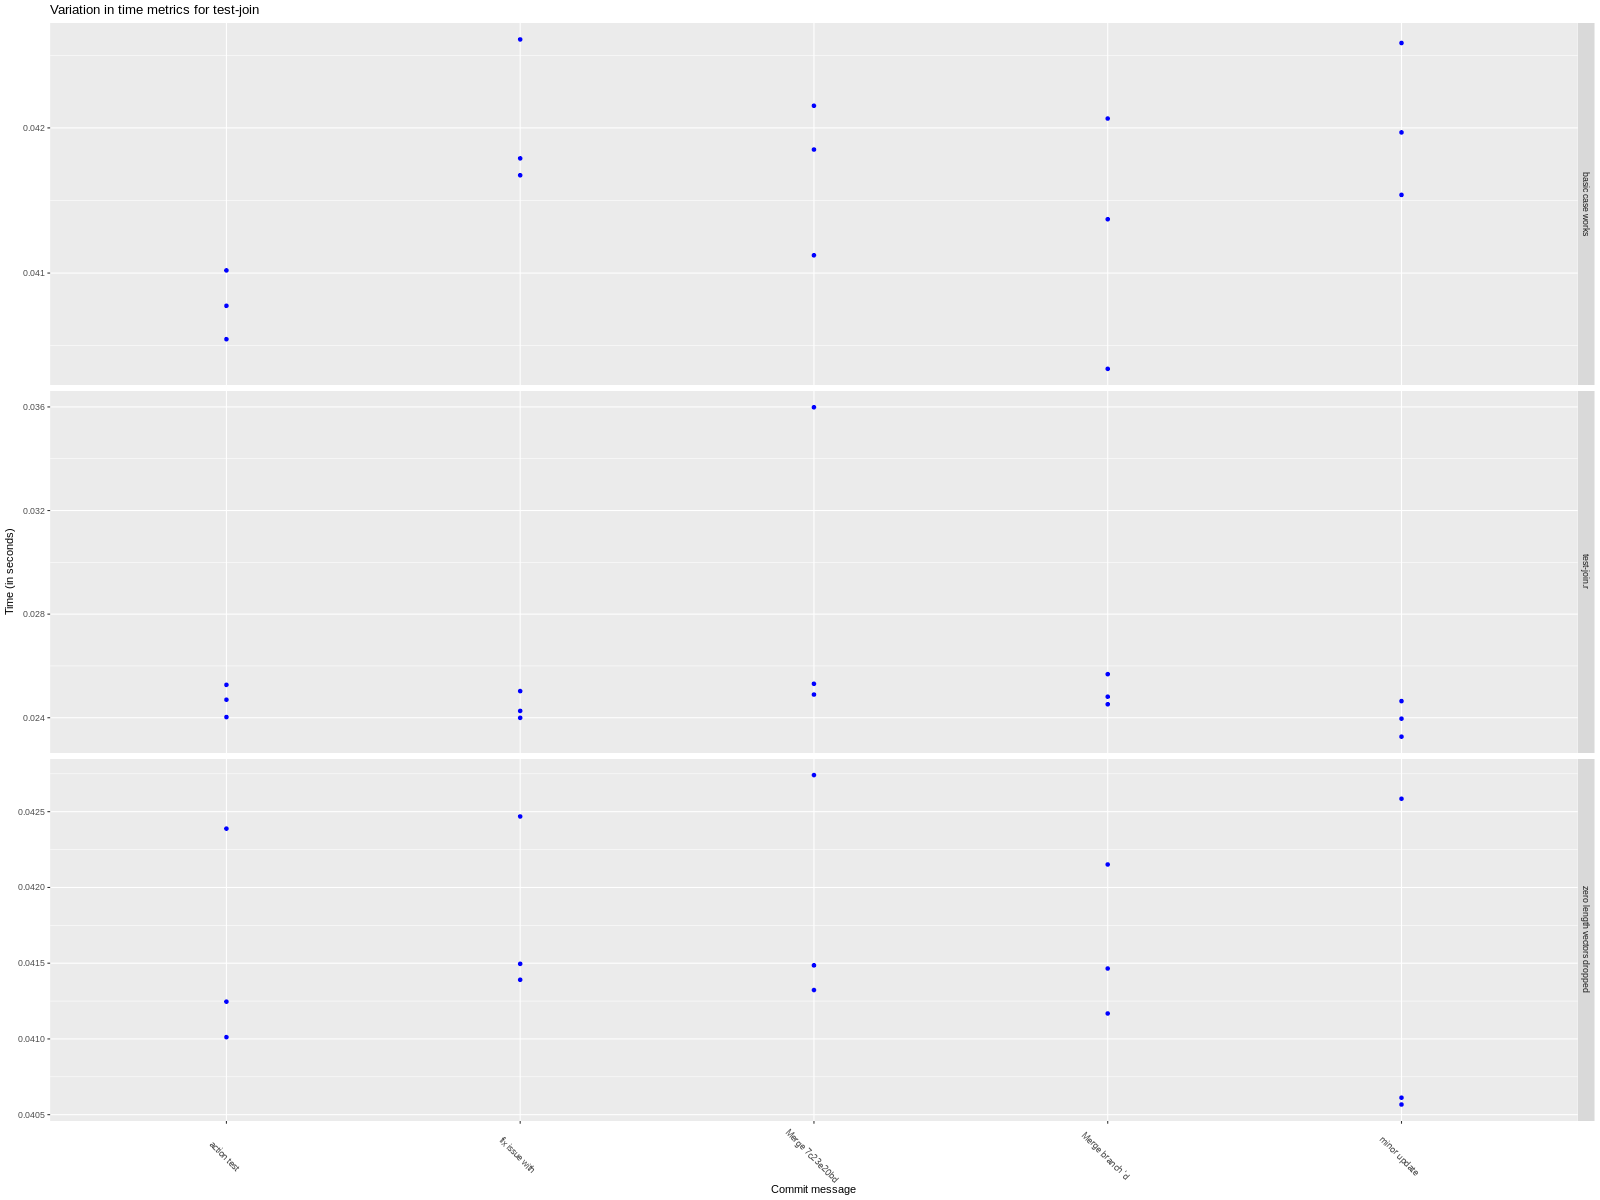 Variation in time metrics for test-join
0.042
0.041
basic case works
0.036
0.032
0.028
0.024
test-join.r
0.0425
0.0420
0.0415
0.0410
0.0405
zero length vectors dropped
Time (in seconds)
action test
fix issue with
Merge 7c23e20bd
Merge branch 'd
minor update
Commit message